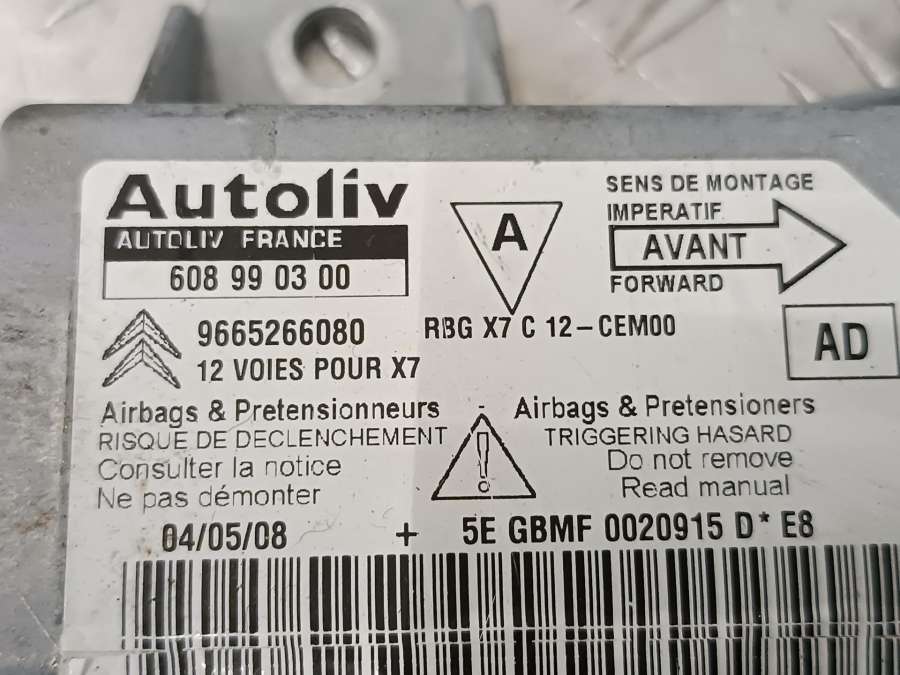 Autoliv
AUTOLIV FRANCE
608 99 03 00
A
SENS DE MONTAGE
IMPERATIF
AVANT
FORWARD
9665266080
RBG X7 C 12-CEM00
12 VOIES POUR X7
AD
Airbags & Pretensionneurs
RISQUE DE DECLENCHEMENT
Consulter la notice
Ne pas démonter
!
Airbags & Pretensioners
TRIGGERING HASARD
Do not remove
Read manual
04/05/08 + 5E GBMF 0020915 D* E8